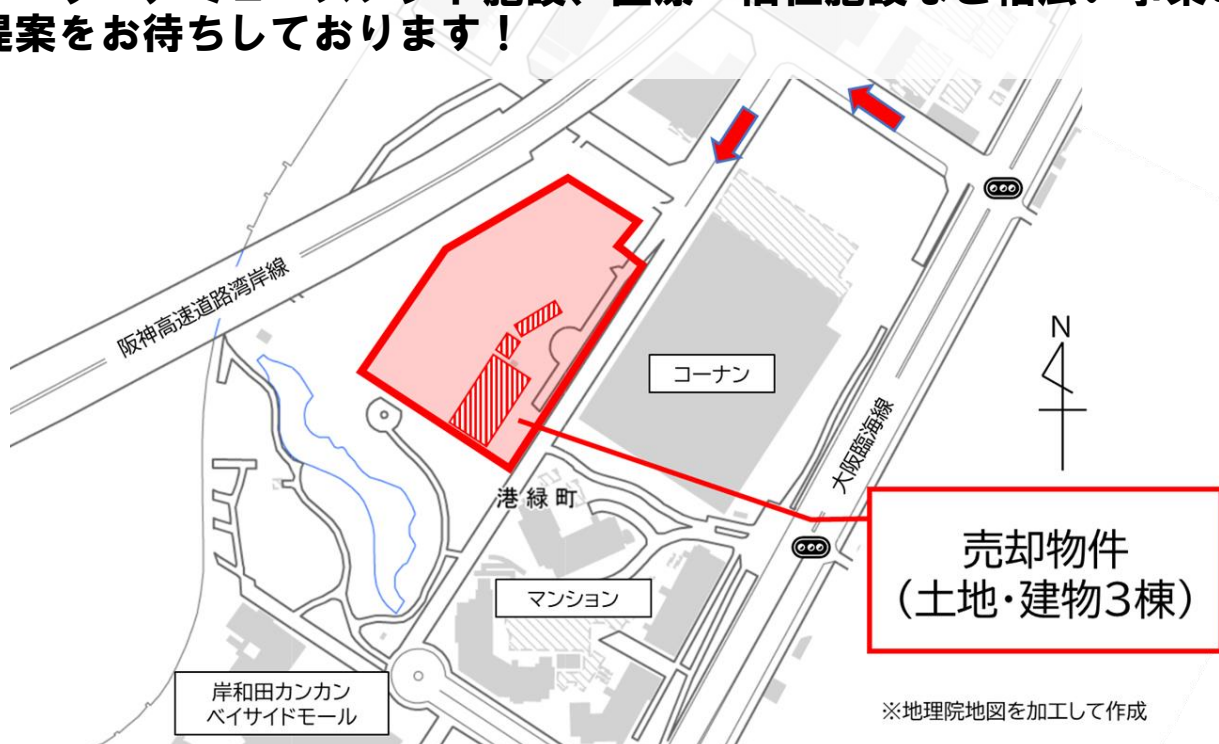 提案をお待ちしております！
阪神高速道路湾岸線
コーナン
N
大阪臨海線
港緑町
売却物件
（土地・建物3棟）
マンション
岸和田カンカン
ベイサイドモール
※地理院地図を加工して作成